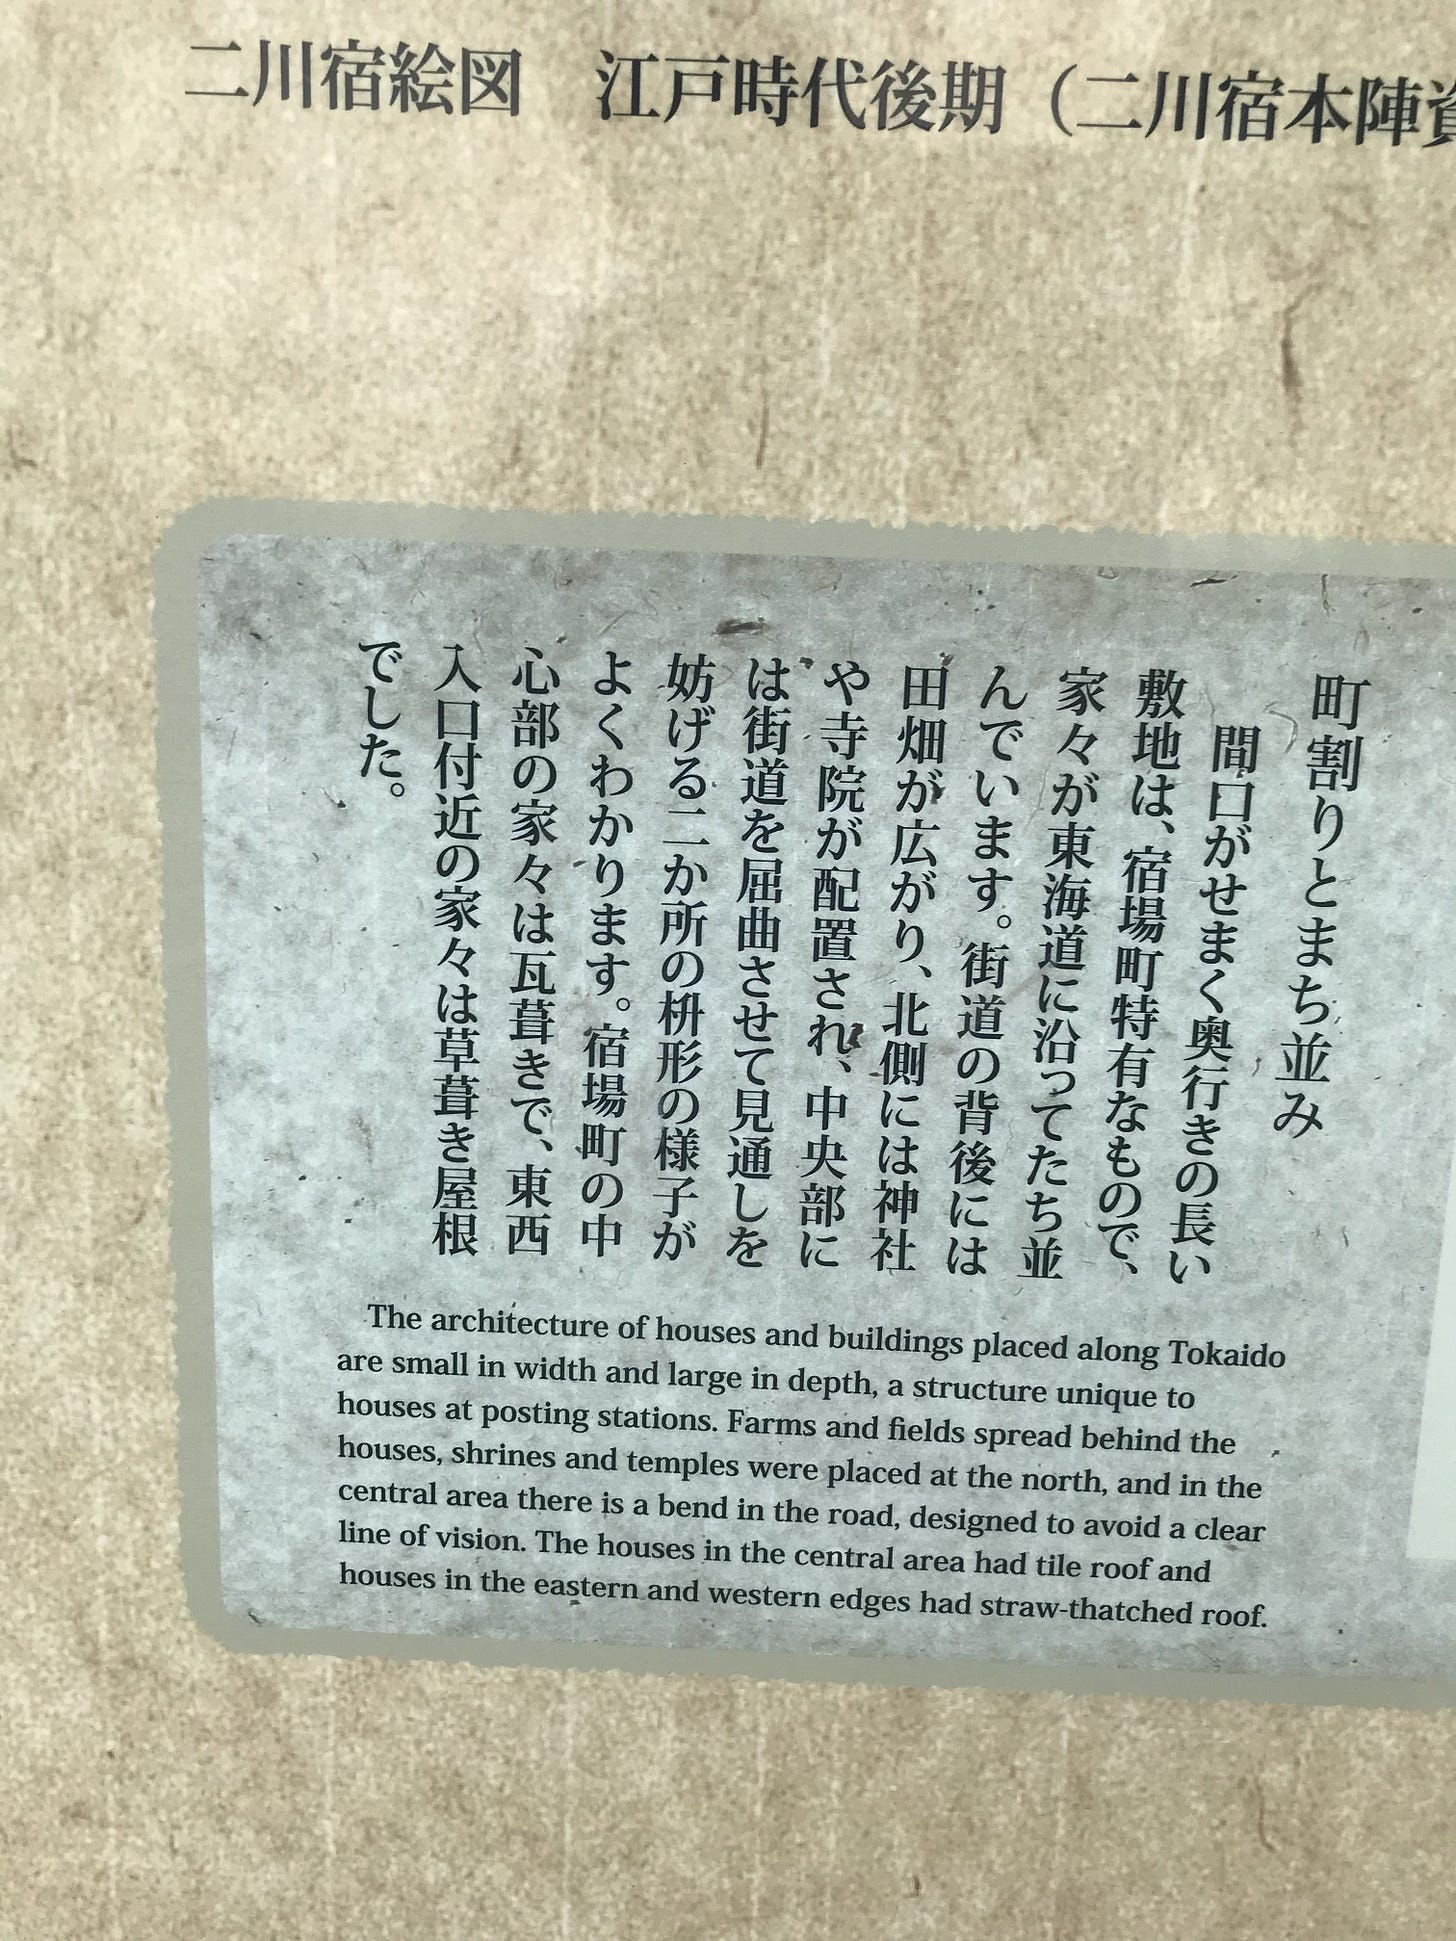 二川宿絵図　江戸時代後期（二川宿本陣資
町割りとまち並み
　間口がせまく奥行きの長い
敷地は、宿場町特有なもので、
家々が東海道に沿ってたち並
んでいます。街道の背後には
田畑が広がり、北側には神社
や寺院が配置され、中央部に
は街道を屈曲させて見通しを
妨げる二か所の枡形の様子が
よくわかります。宿場町の中
心部の家々は瓦葺きで、東西
入口付近の家々は草葺き屋根
でした。
The architecture of houses and buildings placed along Tokaido
are small in width and large in depth, a structure unique to
houses at posting stations. Farms and fields spread behind the
houses, shrines and temples were placed at the north, and in the
central area there is a bend in the road, designed to avoid a clear
line of vision. The houses in the central area had tile roof and
houses in the eastern and western edges had straw-thatched roof.